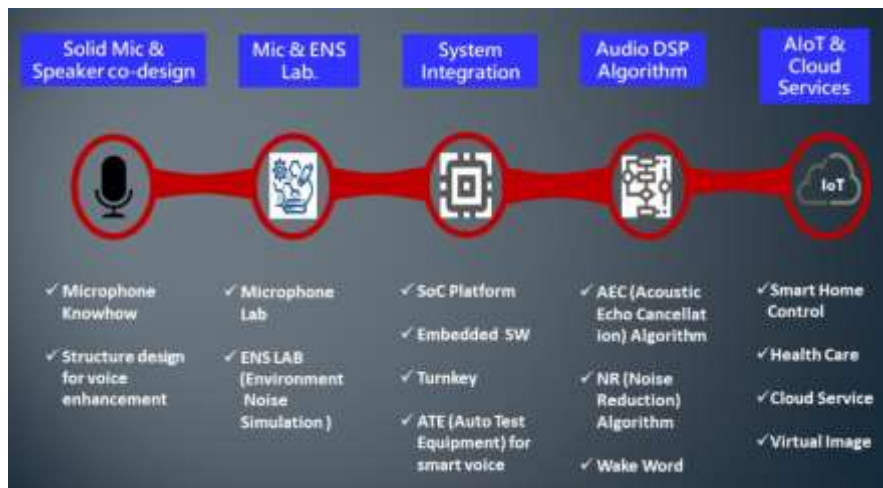 Solid Mic &
Speaker co-design
Mic & ENS
Lab.
System
Integration
Audio DSP
Algorithm
AIoT &
Cloud
Services
IoT
✓ Microphone
Knowhow
✓ Structure design
for voice
enhancement
✓ Microphone
Lab
✓ ENS LAB
(Environment
Noise
Simulation )
✓ SoC Platform
✓ Embedded SW
✓ Turnkey
✓ ATE (Auto Test
Equipment) for
smart voice
✓ AEC (Acoustic
Echo Cancellat
ion) Algorithm
✓ NR (Noise
Reduction)
Algorithm
✓ Wake Word
✓ Smart Home
Control
✓ Health Care
✓ Cloud Service
✓ Virtual Image